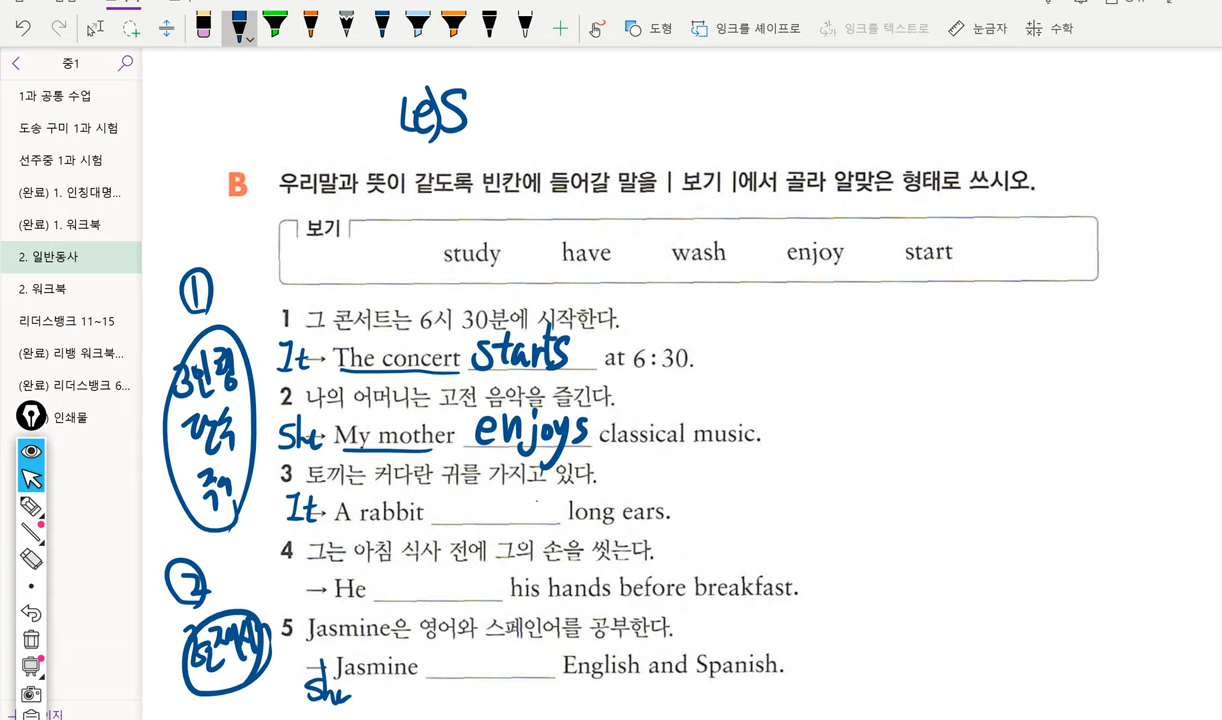 도형
잉크를 셰이프로
잉크를 텍스트로
눈금자
수학
중1
1과 공통 수업
도송 구미 1과 시험
선주중 1과 시험
(완료) 1. 인칭대명...
(완료) 1. 워크북
2. 일반동사
2. 워크북
리더스뱅크 11~15
(완료) 리뱅 워크북...
(완료) 리더스뱅크 6...
인쇄물
(e)s
B 우리말과 뜻이 같도록 빈칸에 들어갈 말을 | 보기 |에서 골라 알맞은 형태로 쓰시오.
보기
study have wash enjoy start
①
3인칭
단수
주어
1 그 콘서트는 6시 30분에 시작한다.
It → The concert starts at 6:30.
2 나의 어머니는 고전 음악을 즐긴다.
She → My mother enjoys classical music.
3 토끼는 커다란 귀를 가지고 있다.
It → A rabbit ________ long ears.
4 그는 아침 식사 전에 그의 손을 씻는다.
→ He ________ his hands before breakfast.
②
현재시제
5 Jasmine은 영어와 스페인어를 공부한다.
→ Jasmine ________ English and Spanish.
She